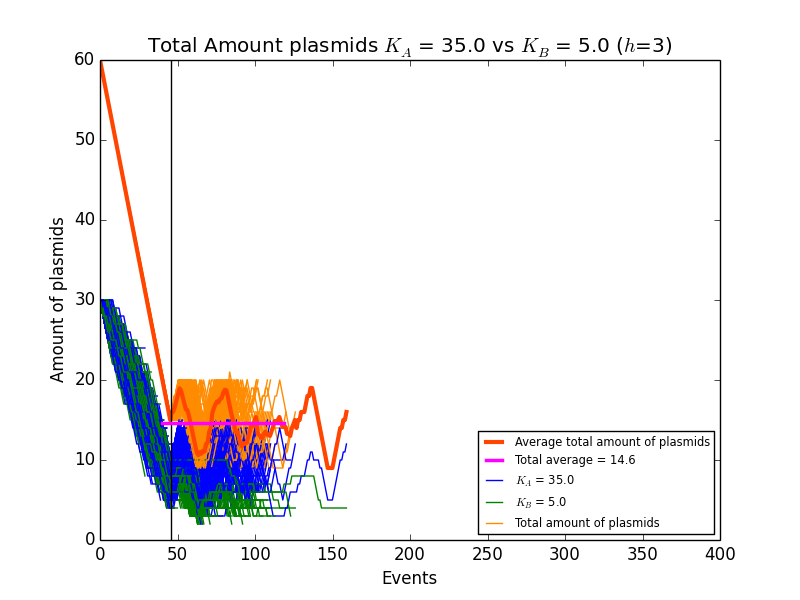 Total Amount plasmids K_A = 35.0 vs K_B = 5.0 (h=3)
60
50
40
30
20
10
0
Amount of plasmids
Average total amount of plasmids
Total average = 14.6
K_A = 35.0
K_B = 5.0
Total amount of plasmids
0 50 100 150 200 250 300 350 400
Events